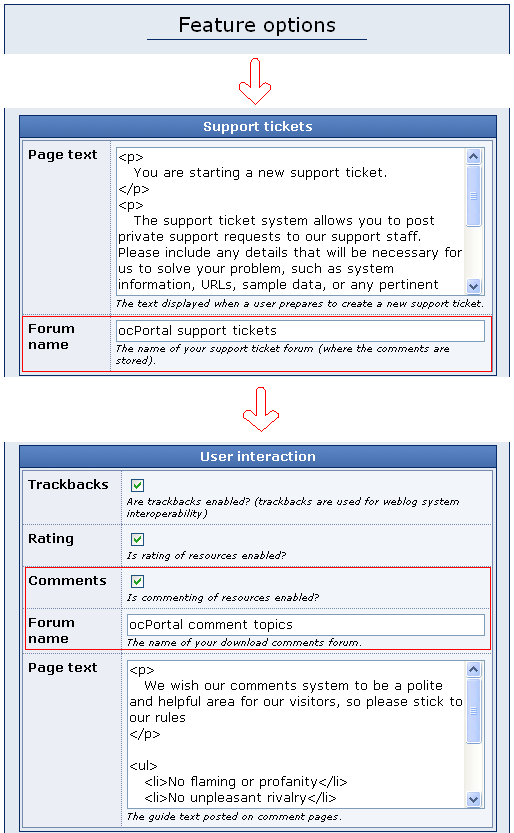 Feature options
Support tickets
Page text
<p>
You are starting a new support ticket.
</p>
<p>
The support ticket system allows you to post
private support requests to our support staff.
Please include any details that will be necessary for
us to solve your problem, such as system
information, URLs, sample data, or any pertinent
The text displayed when a user prepares to create a new support ticket.
Forum
name
ocPortal support tickets
The name of your support ticket forum (where the comments are
stored).
User interaction
Trackbacks
Are trackbacks enabled? (trackbacks are used for weblog system
interoperability)
Rating
Is rating of resources enabled?
Comments
Is commenting of resources enabled?
Forum
name
ocPortal comment topics
The name of your download comments forum.
Page text
<p>
We wish our comments system to be a polite
and helpful area for our visitors, so please stick to
our rules
</p>
<ul>
<li>No flaming or profanity</li>
<li>No unpleasant rivalry</li>
The guide text posted on comment pages.